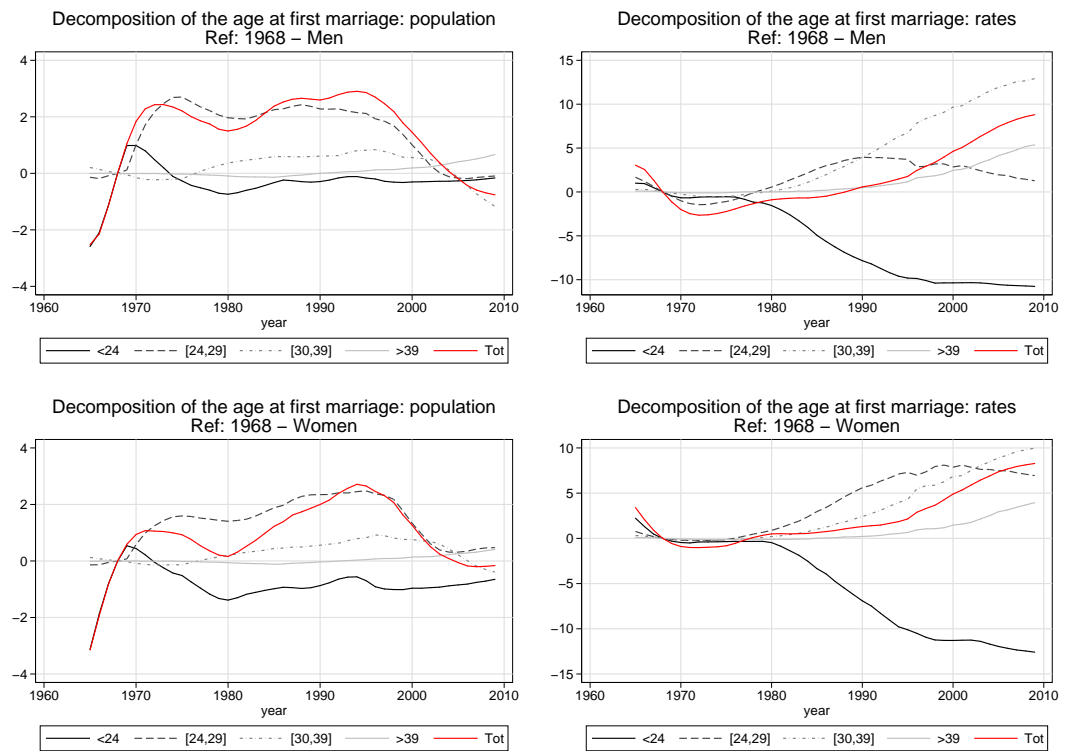 Decomposition of the age at first marriage: population
Ref: 1968 – Men
4
2
0
−2
−4
1960 1970 1980 1990 2000 2010
year
<24 [24,29] [30,39] >39 Tot
Decomposition of the age at first marriage: rates
Ref: 1968 – Men
15
10
5
0
−5
−10
1960 1970 1980 1990 2000 2010
year
<24 [24,29] [30,39] >39 Tot
Decomposition of the age at first marriage: population
Ref: 1968 – Women
4
2
0
−2
−4
1960 1970 1980 1990 2000 2010
year
<24 [24,29] [30,39] >39 Tot
Decomposition of the age at first marriage: rates
Ref: 1968 – Women
10
5
0
−5
−10
−15
1960 1970 1980 1990 2000 2010
year
<24 [24,29] [30,39] >39 Tot